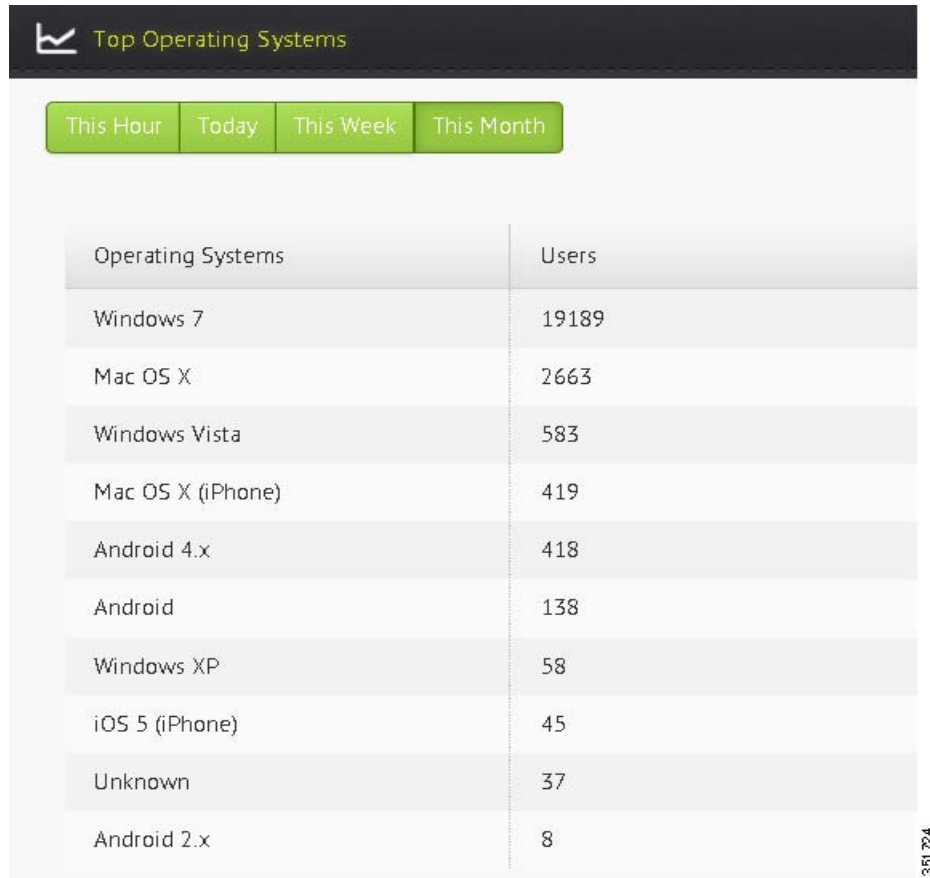 Top Operating Systems
This Hour Today This Week This Month
Operating Systems Users
Windows 7 19189
Mac OS X 2663
Windows Vista 583
Mac OS X (iPhone) 419
Android 4.x 418
Android 138
Windows XP 58
iOS 5 (iPhone) 45
Unknown 37
Android 2.x 8
351724